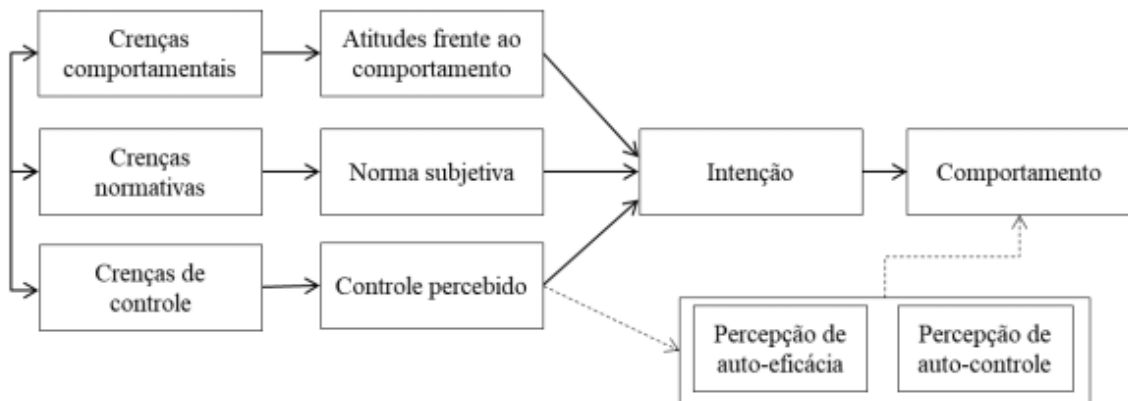 Crenças
comportamentais
Atitudes frente ao
comportamento
Crenças
normativas
Norma subjetiva
Intenção
Comportamento
Crenças de
controle
Controle percebido
Percepção de
auto-eficácia
Percepção de
auto-controle